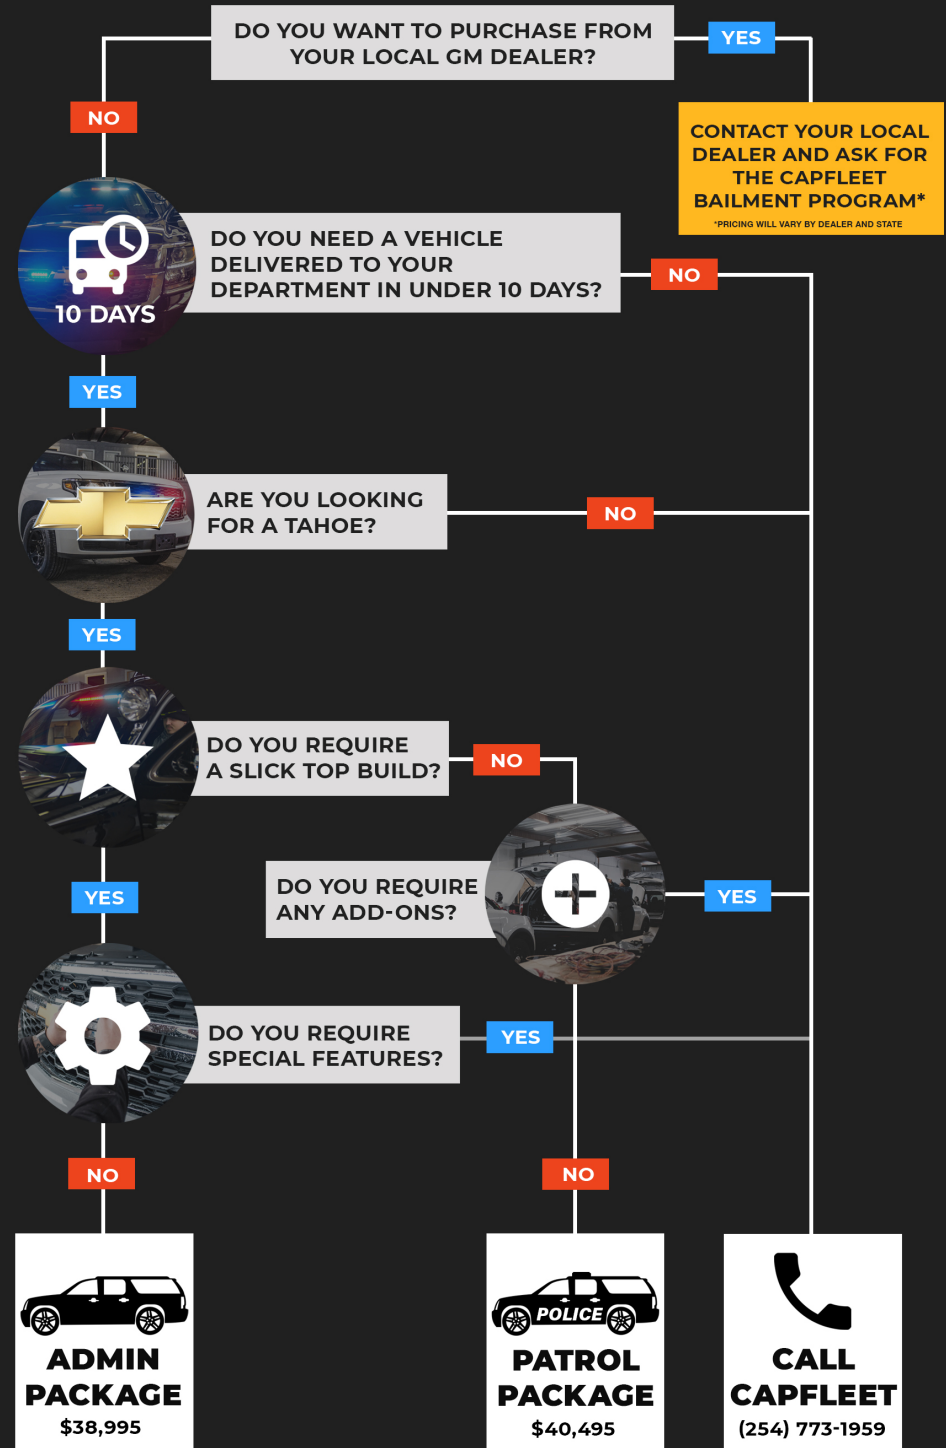 DO YOU WANT TO PURCHASE FROM
YOUR LOCAL GM DEALER?
YES
NO
CONTACT YOUR LOCAL
DEALER AND ASK FOR
THE CAPFLEET
BAILMENT PROGRAM*
*PRICING WILL VARY BY DEALER AND STATE
10 DAYS
DO YOU NEED A VEHICLE
DELIVERED TO YOUR
DEPARTMENT IN UNDER 10 DAYS?
NO
YES
ARE YOU LOOKING
FOR A TAHOE?
NO
YES
DO YOU REQUIRE
A SLICK TOP BUILD?
NO
YES
DO YOU REQUIRE
ANY ADD-ONS?
YES
DO YOU REQUIRE
SPECIAL FEATURES?
YES
NO
NO
ADMIN
PACKAGE
$38,995
POLICE
PATROL
PACKAGE
$40,495
CALL
CAPFLEET
(254) 773-1959